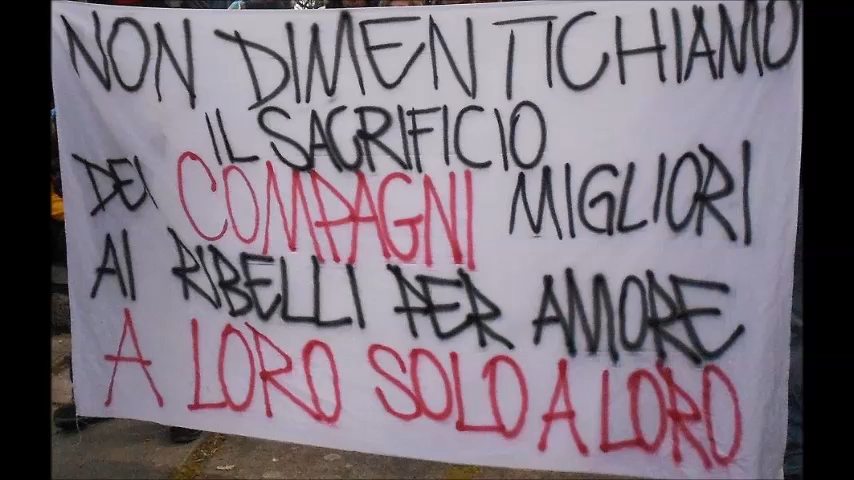 NON DIMENTICHIAMO
IL SACRIFICIO
DEI COMPAGNI MIGLIORI
AI RIBELLI PER AMORE
A LORO SOLO A LORO